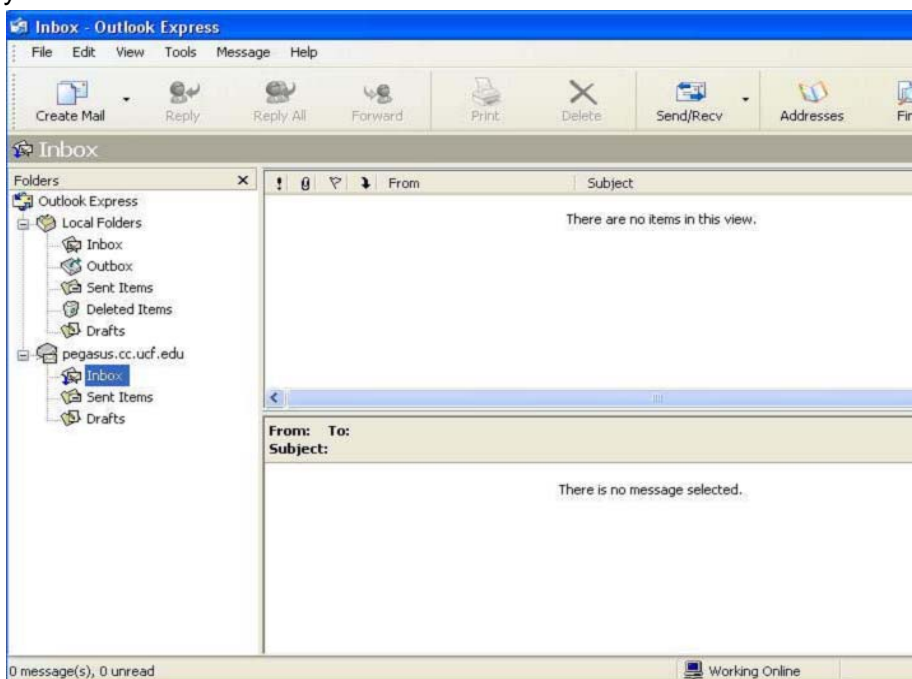 y
Inbox - Outlook Express
File Edit View Tools Message Help
Create Mail Reply Reply All Forward Print Delete Send/Recv Addresses Fin
Inbox
Folders × ! From Subject
Outlook Express
There are no items in this view.
Local Folders
Inbox
Outbox
Sent Items
Deleted Items
Drafts
pegasus.cc.ucf.edu
Inbox
Sent Items
Drafts
From: To:
Subject:
There is no message selected.
0 message(s), 0 unread Working Online